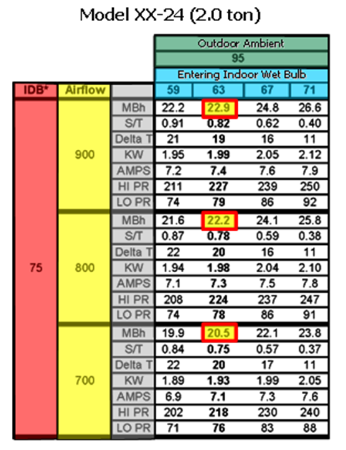 Model XX-24 (2.0 ton)
Outdoor Ambient
95
Entering Indoor Wet Bulb
IDB* Airflow 59 63 67 71
MBh 22.2 22.9 24.8 26.6
S/T 0.91 0.82 0.62 0.40
Delta T 21 19 16 11
900 KW 1.95 1.99 2.05 2.12
AMPS 7.2 7.4 7.6 7.9
HI PR 211 227 239 250
LO PR 74 79 86 92
MBh 21.6 22.2 24.1 25.8
S/T 0.87 0.78 0.59 0.38
Delta T 22 20 16 11
75 800 KW 1.94 1.98 2.04 2.10
AMPS 7.1 7.3 7.5 7.8
HI PR 208 224 237 247
LO PR 74 78 86 91
MBh 19.9 20.5 22.1 23.8
S/T 0.84 0.75 0.57 0.37
Delta T 22 20 17 11
700 KW 1.89 1.93 1.99 2.05
AMPS 6.9 7.1 7.3 7.6
HI PR 202 218 230 240
LO PR 71 76 83 88